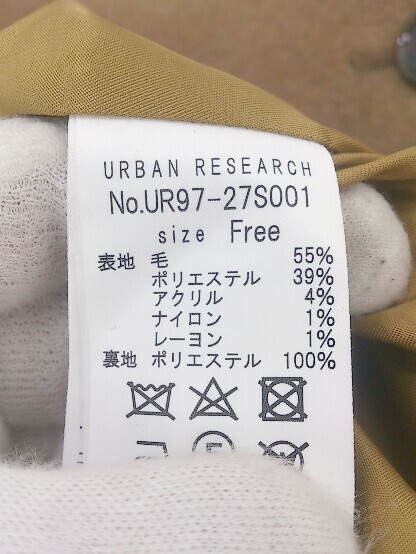 URBAN RESEARCH
No.UR97-27S001
size Free
表地 毛 55%
ポリエステル 39%
アクリル 4%
ナイロン 1%
レーヨン 1%
裏地 ポリエステル 100%